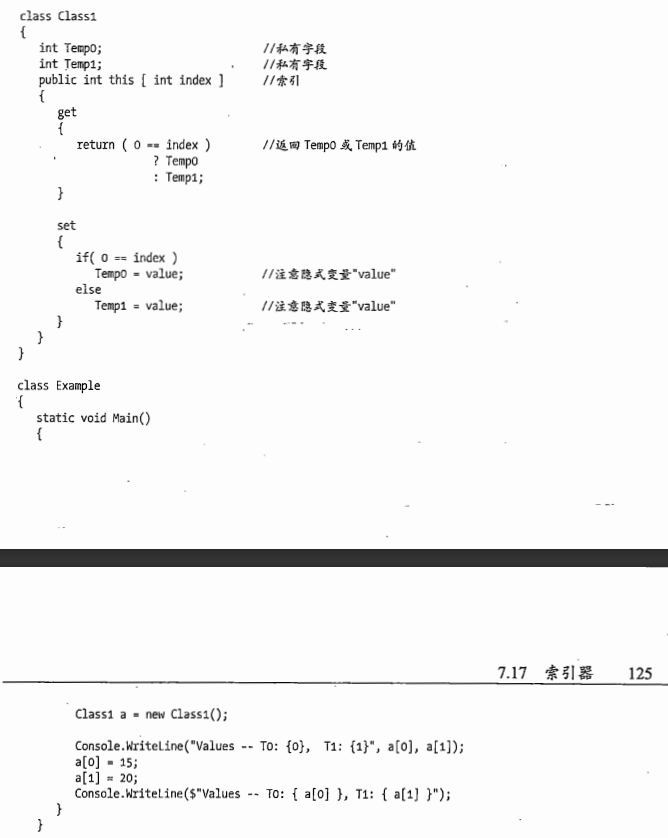 class Class1
{
int Temp0; //私有字段
int Temp1; //私有字段
public int this [ int index ] //索引
{
get
{
return ( 0 == index ) //返回 Temp0 或 Temp1 的值
? Temp0
: Temp1;
}
set
{
if( 0 == index )
Temp0 = value; //注意隐式变量"value"
else
Temp1 = value; //注意隐式变量"value"
}
}
}
class Example
{
static void Main()
{
7.17 索引器 125
Class1 a = new Class1();
Console.WriteLine("Values -- T0: {0}, T1: {1}", a[0], a[1]);
a[0] = 15;
a[1] = 20;
Console.WriteLine($"Values -- T0: { a[0] }, T1: { a[1] }");
}
}